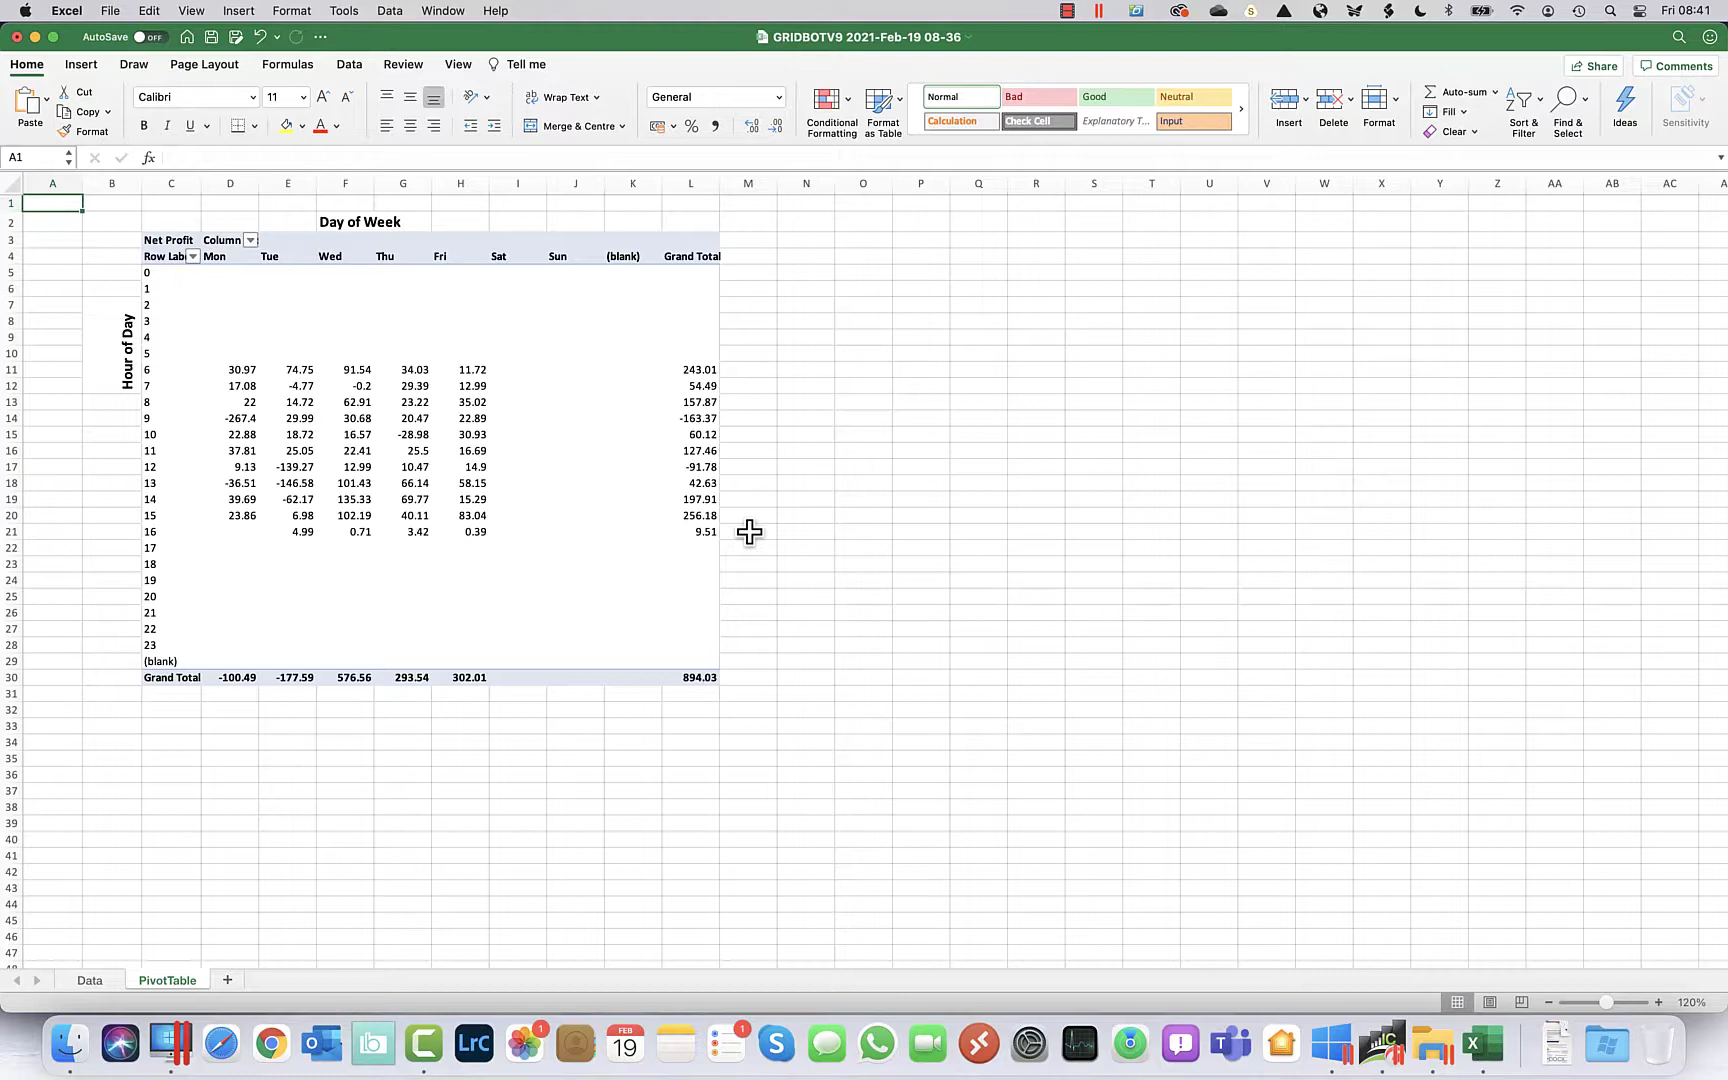 Excel File Edit View Insert Format Tools Data Window Help Fri 08:41
AutoSave OFF GRIDBOTV9 2021-Feb-19 08-36
Home Insert Draw Page Layout Formulas Data Review View Tell me Share Comments
Paste Cut Copy Format Calibri 11 Wrap Text Merge & Centre General Normal Bad Good Neutral Calculation Check Cell Explanatory T... Input Conditional Formatting Format as Table Insert Delete Format Auto-sum Fill Clear Sort & Filter Find & Select Ideas Sensitivity
A1 fx
A B C D E F G H I J K L M N O P Q R S T U V W X Y Z AA AB AC A
1
2 Day of Week
3 Net Profit Column
4 Row Lab Mon Tue Wed Thu Fri Sat Sun (blank) Grand Total
Hour of Day
5 0
6 1
7 2
8 3
9 4
10 5
11 6 30.97 74.75 91.54 34.03 11.72 243.01
12 7 17.08 -4.77 -0.2 29.39 12.99 54.49
13 8 22 14.72 62.91 23.22 35.02 157.87
14 9 -267.4 29.99 30.68 20.47 22.89 -163.37
15 10 22.88 18.72 16.57 -28.98 30.93 60.12
16 11 37.81 25.05 22.41 25.5 16.69 127.46
17 12 9.13 -139.27 12.99 10.47 14.9 -91.78
18 13 -36.51 -146.58 101.43 66.14 58.15 42.63
19 14 39.69 -62.17 135.33 69.77 15.29 197.91
20 15 23.86 6.98 102.19 40.11 83.04 256.18
21 16 4.99 0.71 3.42 0.39 9.51
22 17
23 18
24 19
25 20
26 21
27 22
28 23
29 (blank)
30 Grand Total -100.49 -177.59 576.56 293.54 302.01 894.03
31
32
33
34
35
36
37
38
39
40
41
42
43
44
45
46
47
Data PivotTable +
120%
LrC FEB 19 1 1